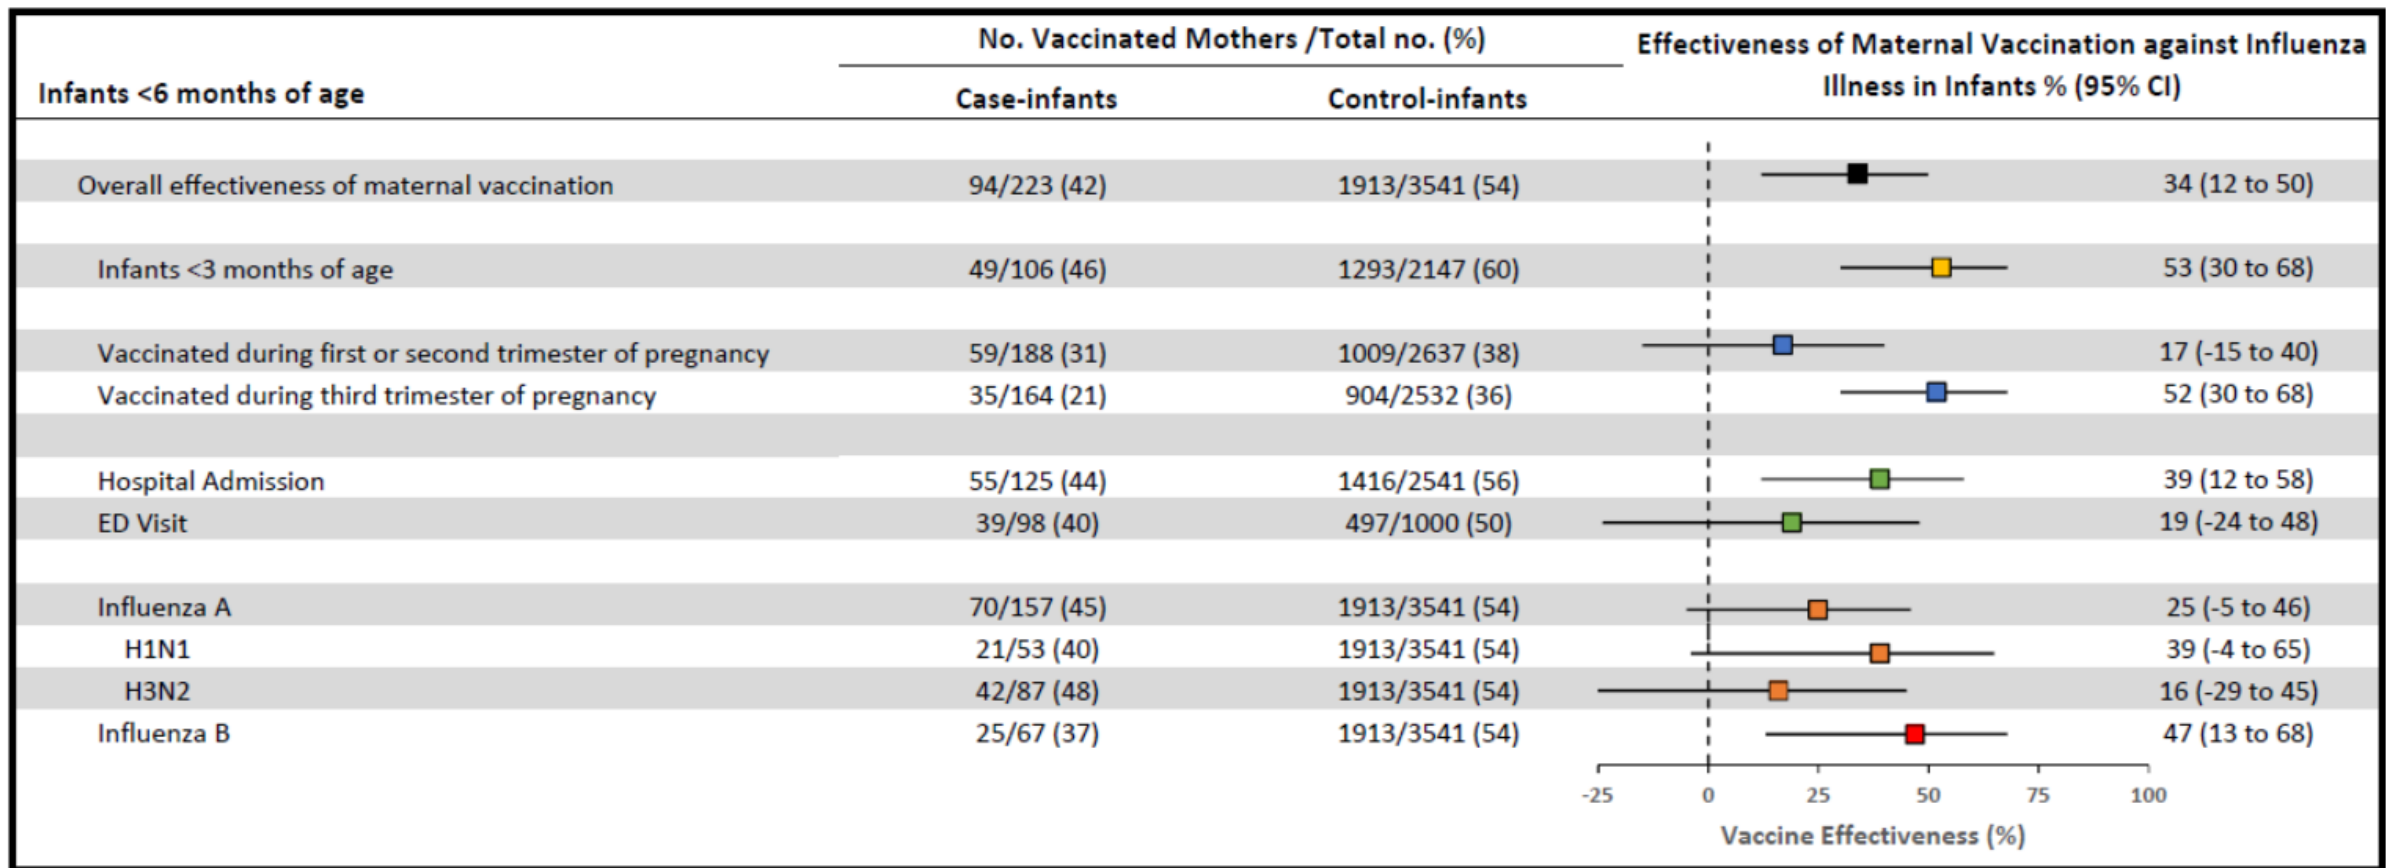 No. Vaccinated Mothers /Total no. (%)
Effectiveness of Maternal Vaccination against Influenza
Illness in Infants % (95% CI)
Infants <6 months of age
Case-infants Control-infants
Overall effectiveness of maternal vaccination 94/223 (42) 1913/3541 (54) 34 (12 to 50)
Infants <3 months of age 49/106 (46) 1293/2147 (60) 53 (30 to 68)
Vaccinated during first or second trimester of pregnancy 59/188 (31) 1009/2637 (38) 17 (-15 to 40)
Vaccinated during third trimester of pregnancy 35/164 (21) 904/2532 (36) 52 (30 to 68)
Hospital Admission 55/125 (44) 1416/2541 (56) 39 (12 to 58)
ED Visit 39/98 (40) 497/1000 (50) 19 (-24 to 48)
Influenza A 70/157 (45) 1913/3541 (54) 25 (-5 to 46)
H1N1 21/53 (40) 1913/3541 (54) 39 (-4 to 65)
H3N2 42/87 (48) 1913/3541 (54) 16 (-29 to 45)
Influenza B 25/67 (37) 1913/3541 (54) 47 (13 to 68)
-25 0 25 50 75 100
Vaccine Effectiveness (%)